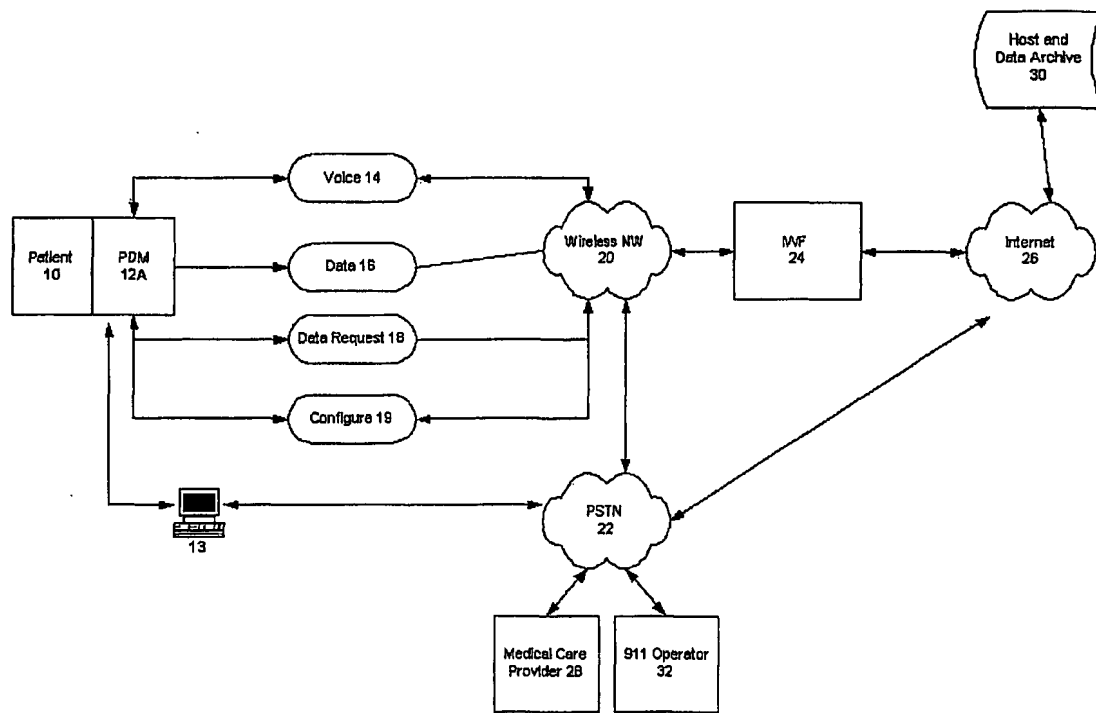 Host and
Data Archive
30
Voice 14
Patient
10
PDM
12A
Data 16
Wireless NW
20
IWF
24
Internet
26
Data Request 18
Configure 19
13
PSTN
22
Medical Care
Provider 28
911 Operator
32